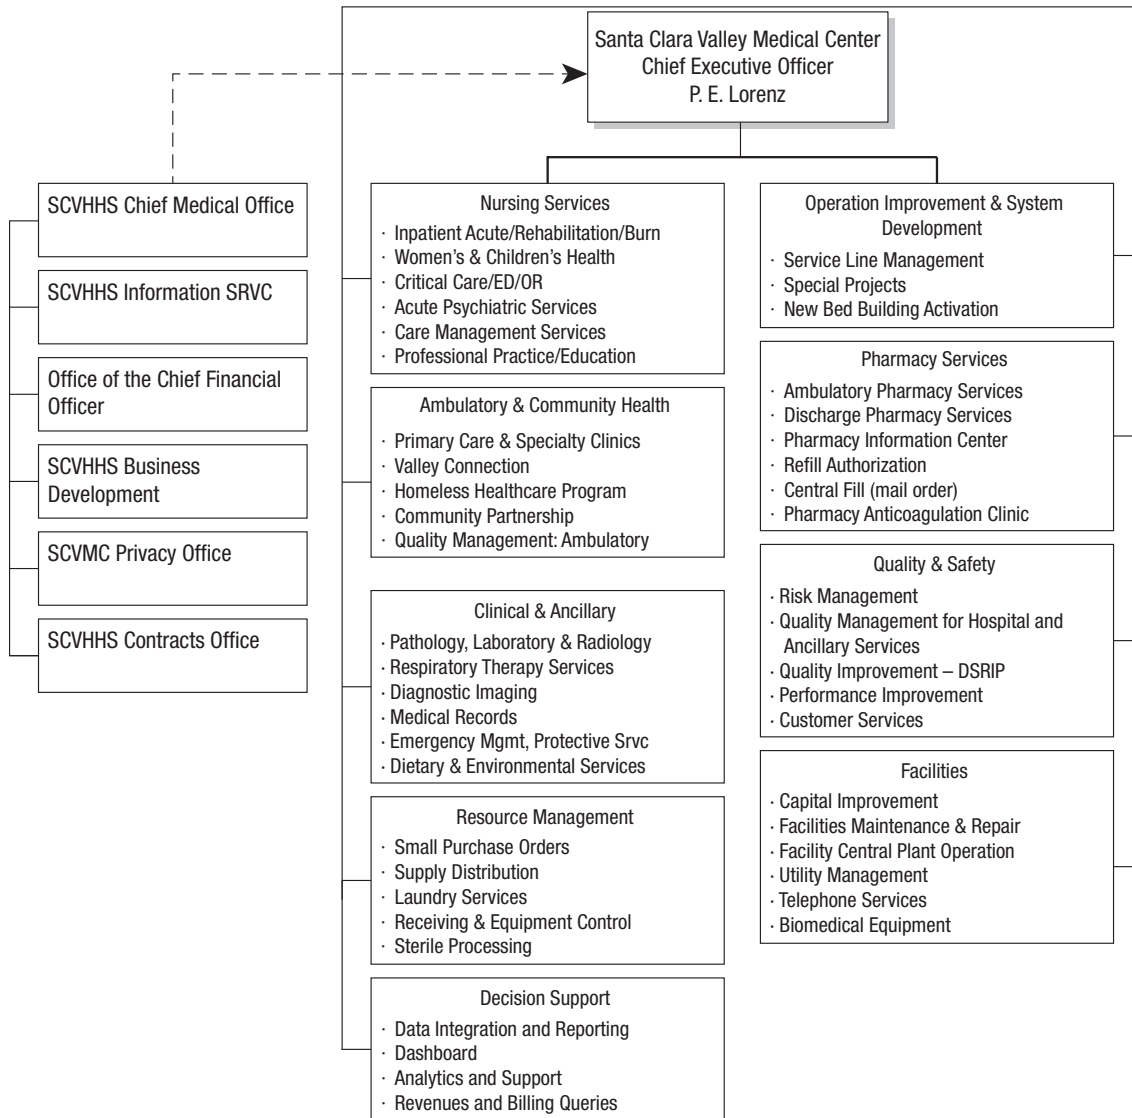 Santa Clara Valley Medical Center
Chief Executive Officer
P. E. Lorenz
SCVHHS Chief Medical Office
SCVHHS Information SRVC
Office of the Chief Financial
Officer
SCVHHS Business
Development
SCVMC Privacy Office
SCVHHS Contracts Office
Nursing Services
· Inpatient Acute/Rehabilitation/Burn
· Women’s & Children’s Health
· Critical Care/ED/OR
· Acute Psychiatric Services
· Care Management Services
· Professional Practice/Education
Ambulatory & Community Health
· Primary Care & Specialty Clinics
· Valley Connection
· Homeless Healthcare Program
· Community Partnership
· Quality Management: Ambulatory
Clinical & Ancillary
· Pathology, Laboratory & Radiology
· Respiratory Therapy Services
· Diagnostic Imaging
· Medical Records
· Emergency Mgmt, Protective Srvc
· Dietary & Environmental Services
Resource Management
· Small Purchase Orders
· Supply Distribution
· Laundry Services
· Receiving & Equipment Control
· Sterile Processing
Decision Support
· Data Integration and Reporting
· Dashboard
· Analytics and Support
· Revenues and Billing Queries
Operation Improvement & System
Development
· Service Line Management
· Special Projects
· New Bed Building Activation
Pharmacy Services
· Ambulatory Pharmacy Services
· Discharge Pharmacy Services
· Pharmacy Information Center
· Refill Authorization
· Central Fill (mail order)
· Pharmacy Anticoagulation Clinic
Quality & Safety
· Risk Management
· Quality Management for Hospital and
Ancillary Services
· Quality Improvement – DSRIP
· Performance Improvement
· Customer Services
Facilities
· Capital Improvement
· Facilities Maintenance & Repair
· Facility Central Plant Operation
· Utility Management
· Telephone Services
· Biomedical Equipment